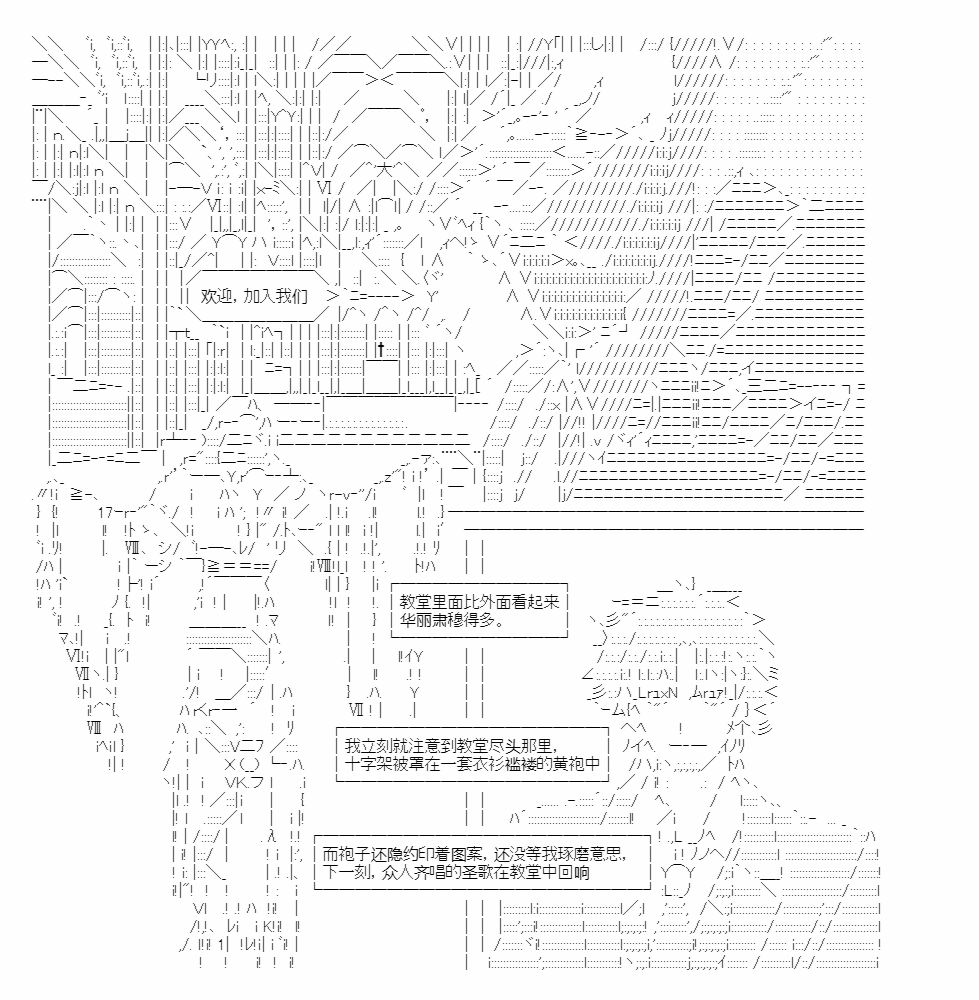 欢迎，加入我们
教堂里面比外面看起来
华丽肃穆得多。
我立刻就注意到教堂尽头那里，
十字架被罩在一套衣衫褴褛的黄袍中
而袍子还隐约印着图案，还没等我琢磨意思，
下一刻，众人齐唱的圣歌在教堂中回响